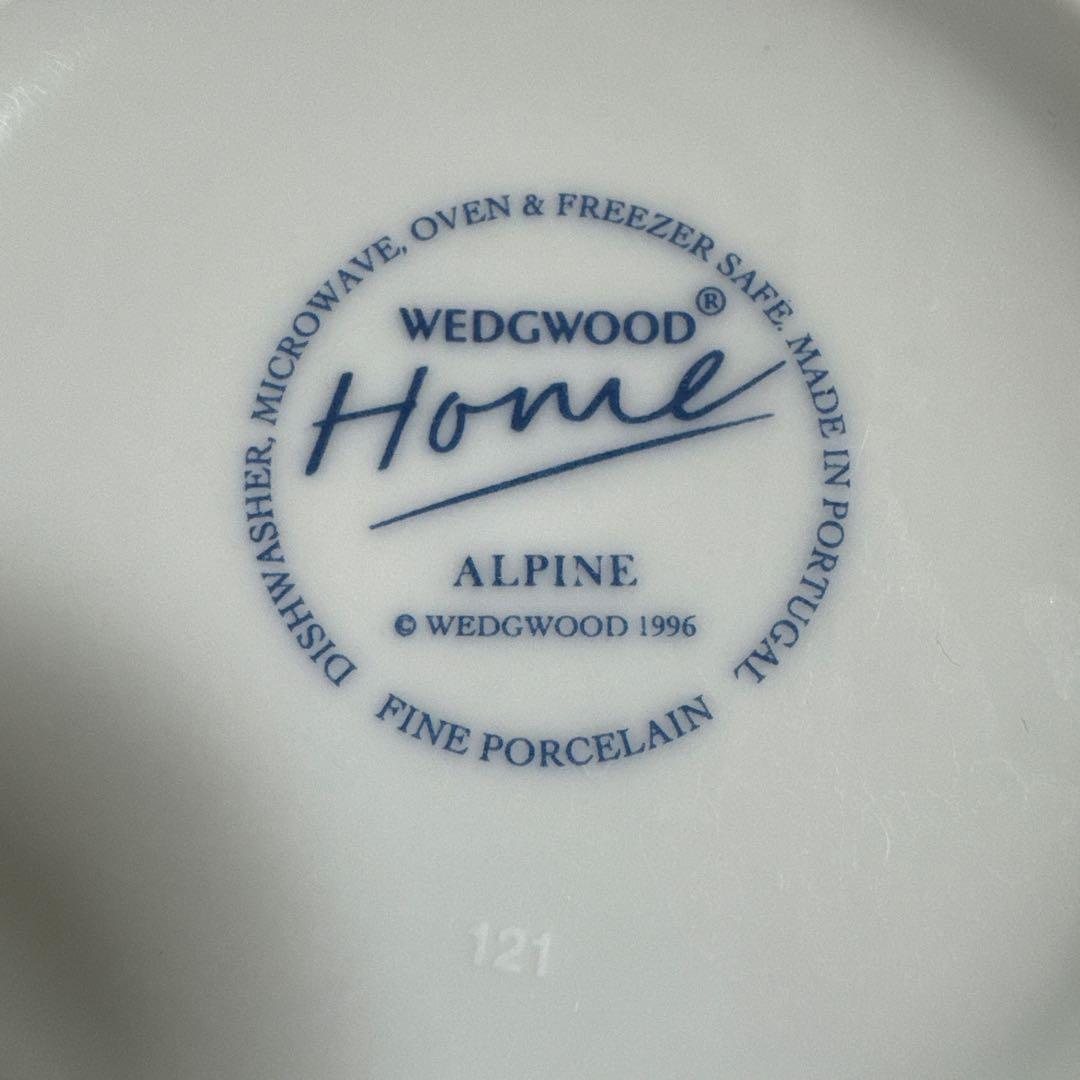 DISHWASHER, MICROWAVE, OVEN & FREEZER SAFE. MADE IN PORTUGAL
WEDGWOOD®
Home
ALPINE
© WEDGWOOD 1996
FINE PORCELAIN
121